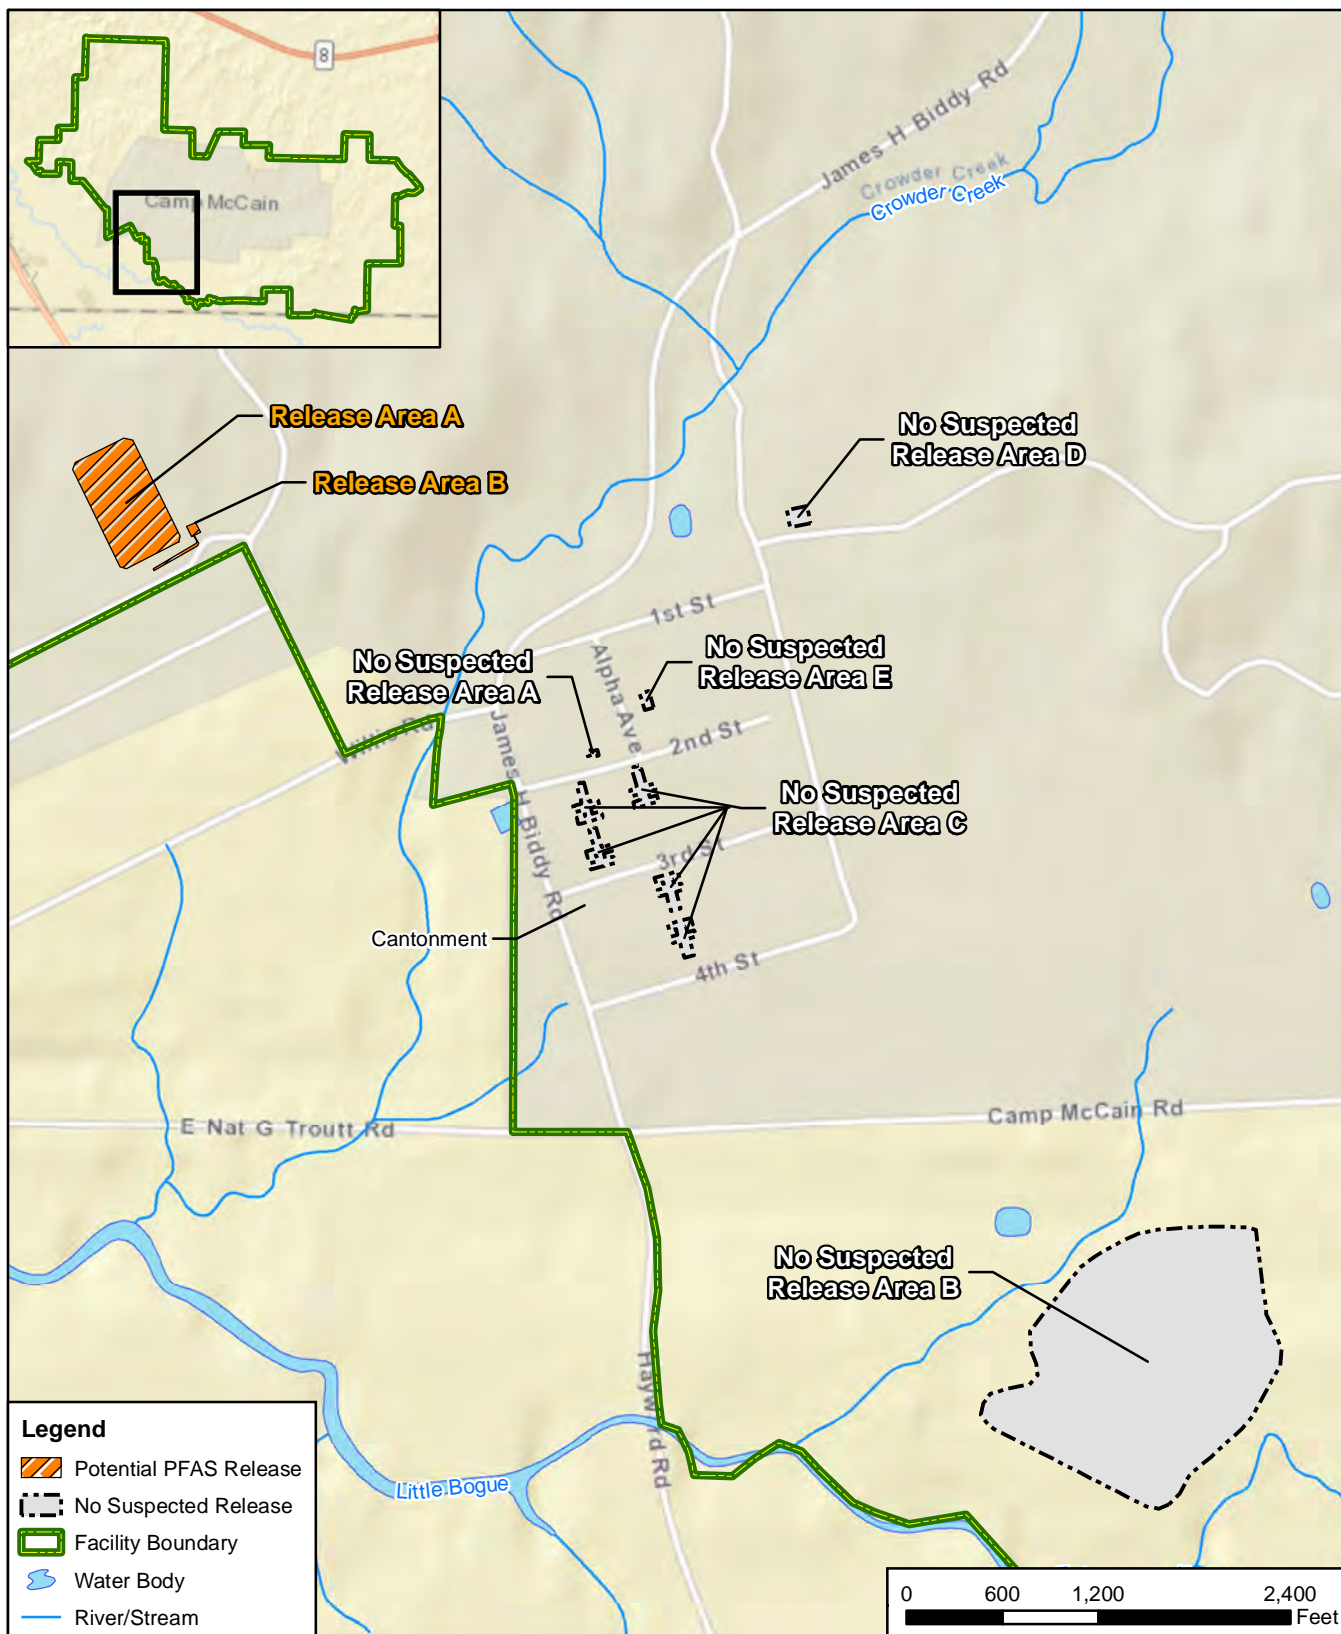 8
Camp McCain
James H Biddy Rd
Crowder Creek
Crowder Creek
Release Area A
Release Area B
No Suspected
Release Area D
1st St
No Suspected
Release Area E
No Suspected
Release Area A
Alpha Ave
2nd St
Willis Rd
James H Biddy Rd
No Suspected
Release Area C
3rd St
Cantonment
4th St
E Nat G Troutt Rd
Camp McCain Rd
No Suspected
Release Area B
Hayward Rd
Little Bogue
Legend
Potential PFAS Release
No Suspected Release
Facility Boundary
Water Body
River/Stream
0 600 1,200 2,400
Feet